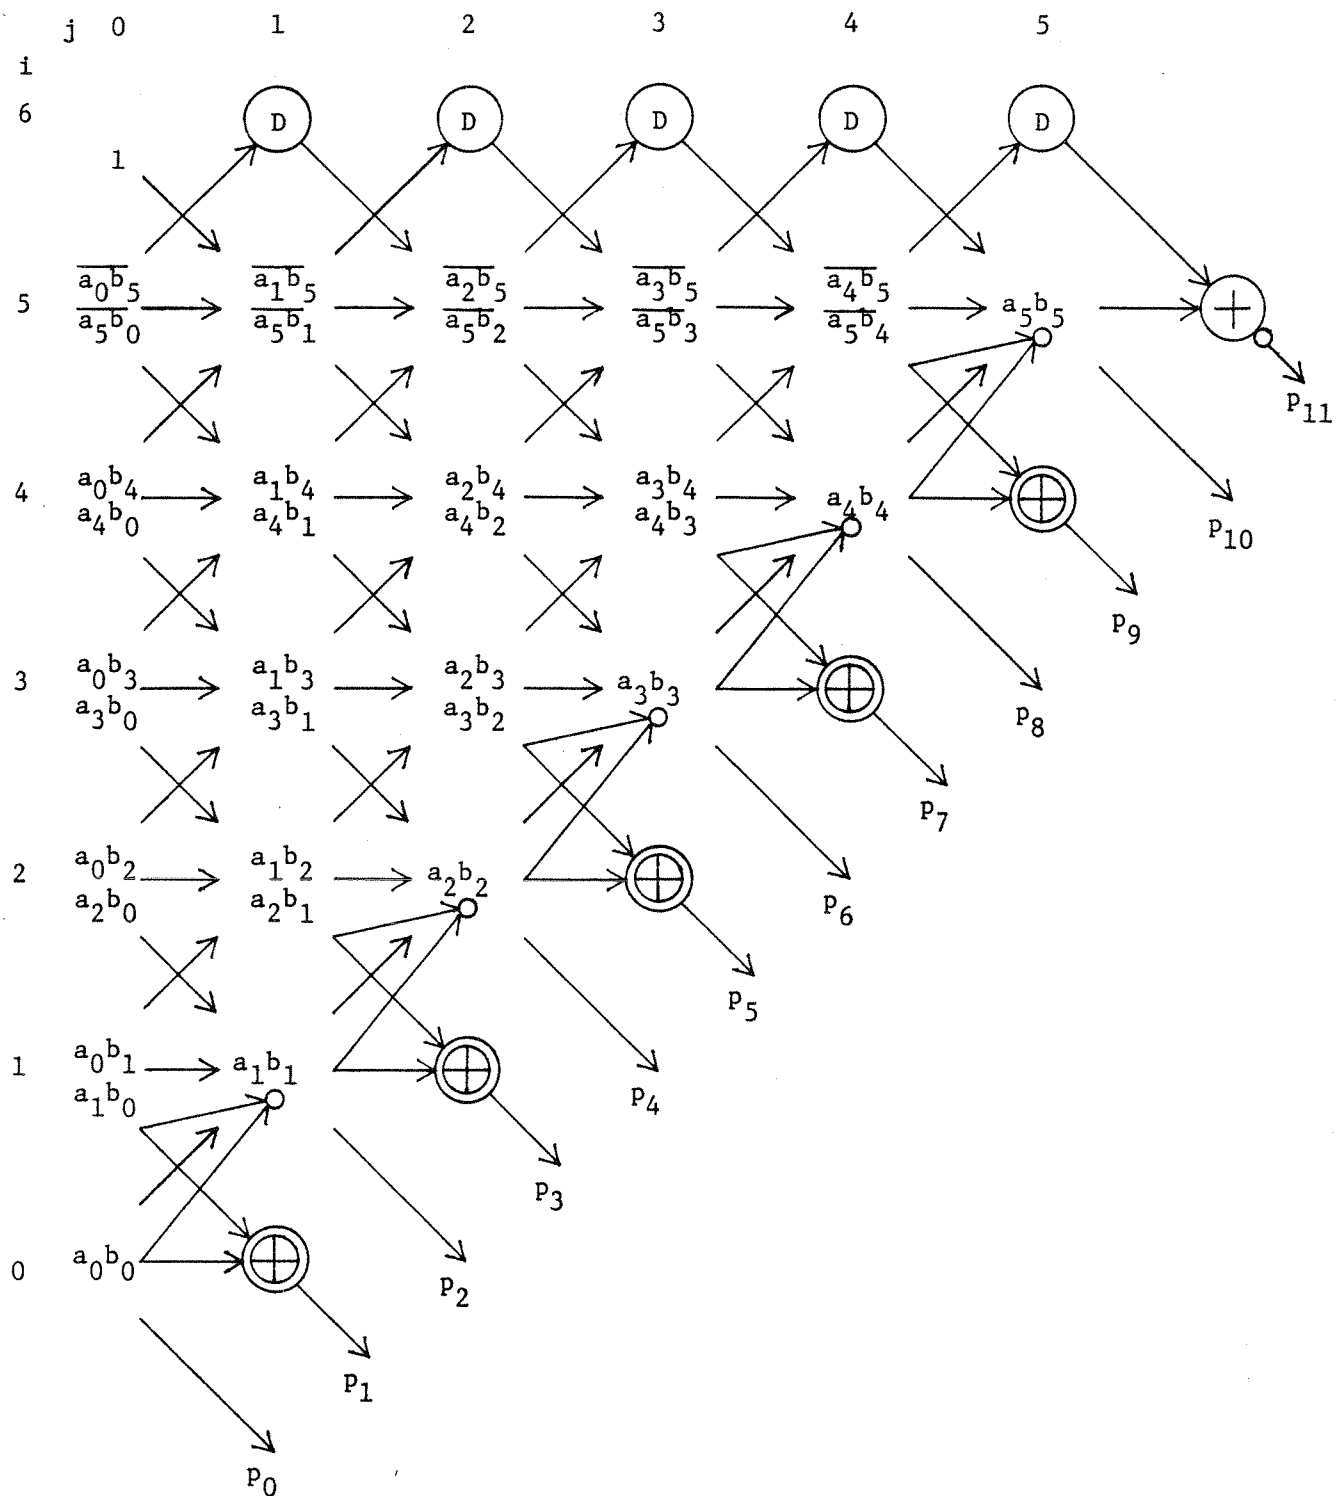 j 0 1 2 3 4 5
i
6 D D D D D
1
a₀b₅ a₁b₅ a₂b₅ a₃b₅ a₄b₅
5 a₅b₀ a₅b₁ a₅b₂ a₅b₃ a₅b₄ a₅b₅
p₁₁
4 a₀b₄ a₁b₄ a₂b₄ a₃b₄ a₄b₄
a₄b₀ a₄b₁ a₄b₂ a₄b₃
p₁₀
p₉
3 a₀b₃ a₁b₃ a₂b₃ a₃b₃
a₃b₀ a₃b₁ a₃b₂
p₈
p₇
2 a₀b₂ a₁b₂ a₂b₂
a₂b₀ a₂b₁
p₆
p₅
1 a₀b₁ a₁b₁
a₁b₀
p₄
p₃
0 a₀b₀
p₂
p₁
p₀